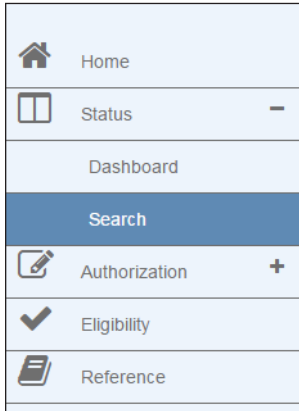 Home
Status
Dashboard
Search
Authorization
Eligibility
Reference